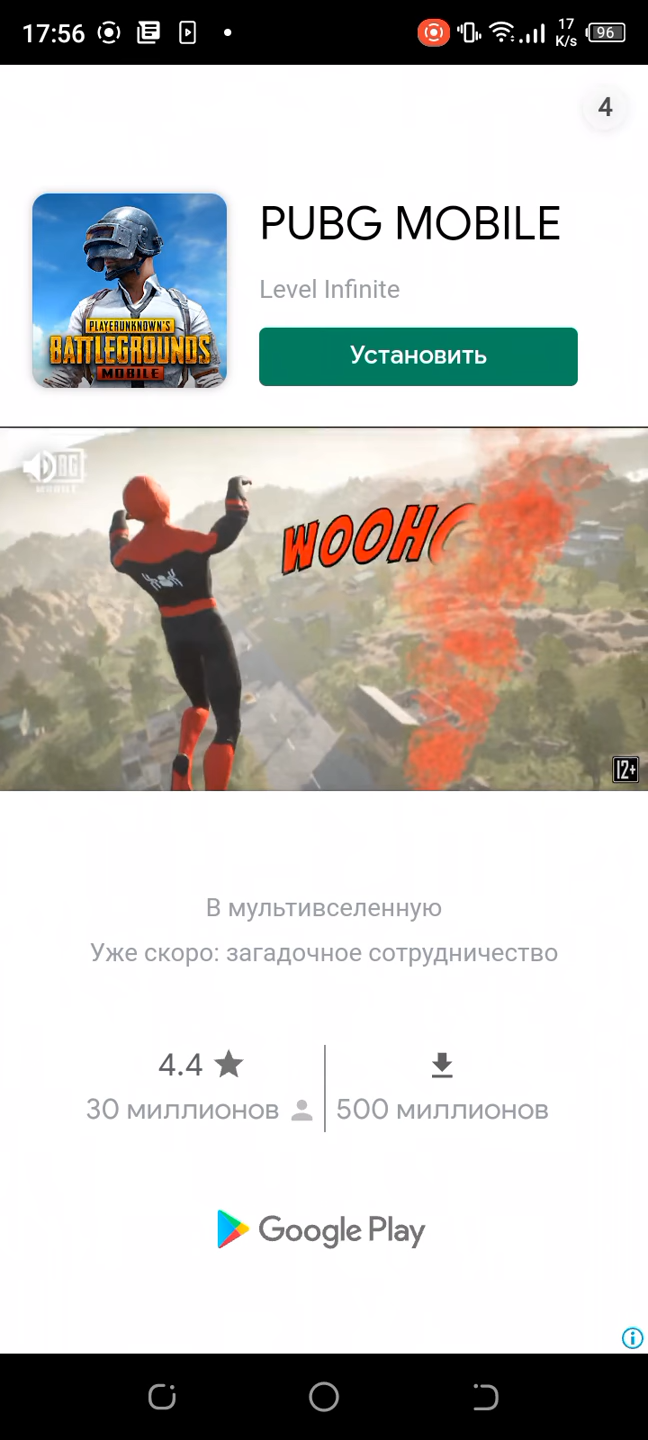 17:56
17
K/s
96
4
PUBG MOBILE
Level Infinite
Установить
PLAYERUNKNOWN'S
BATTLEGROUNDS
MOBILE
WOOH
12+
В мультивселенную
Уже скоро: загадочное сотрудничество
4.4
30 миллионов
500 миллионов
Google Play